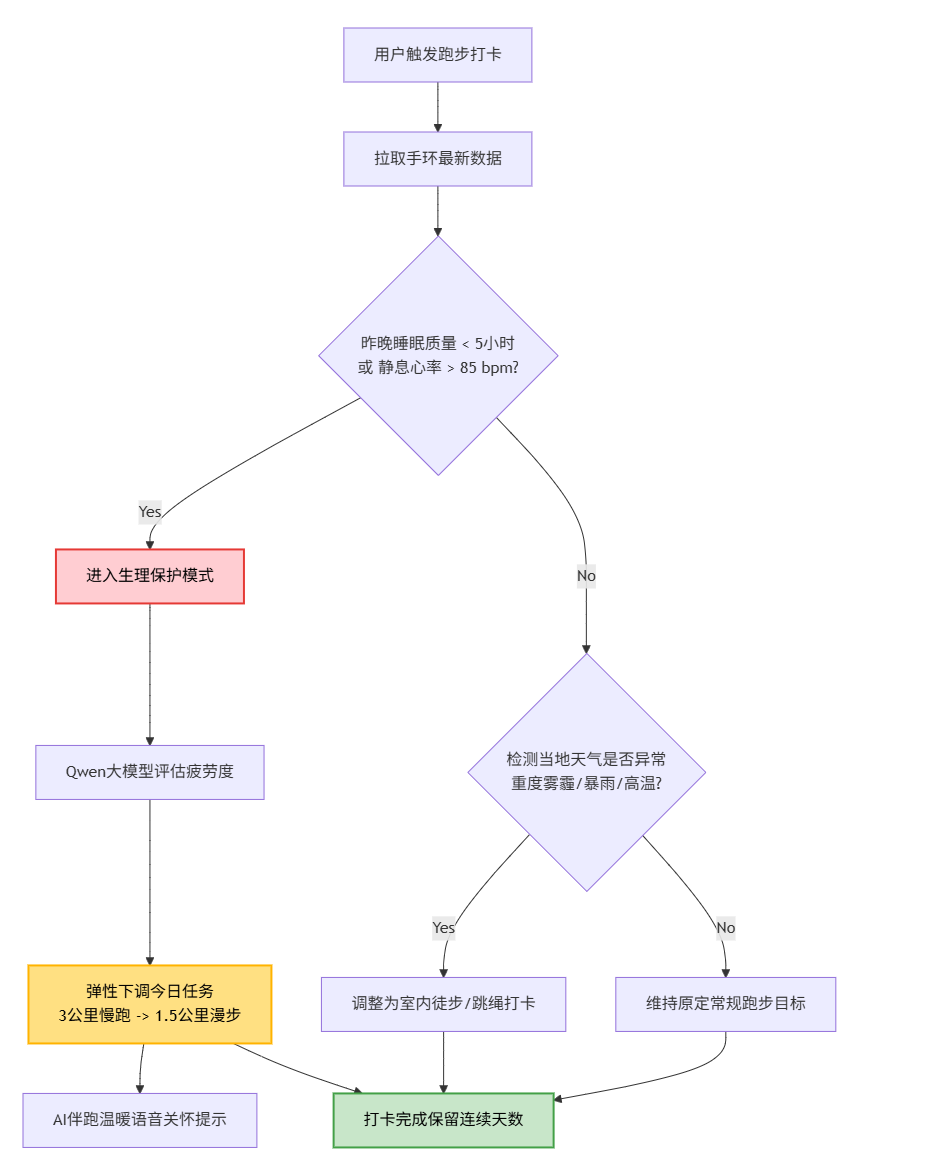 用户触发跑步打卡
拉取手环最新数据
昨晚睡眠质量 < 5小时
或 静息心率 > 85 bpm?
Yes
进入生理保护模式
No
Qwen大模型评估疲劳度
检测当地天气是否异常
重度雾霾/暴雨/高温?
Yes
No
弹性下调今日任务
3公里慢跑 -> 1.5公里漫步
调整为室内徒步/跳绳打卡
维持原定常规跑步目标
AI伴跑温暖语音关怀提示
打卡完成保留连续天数